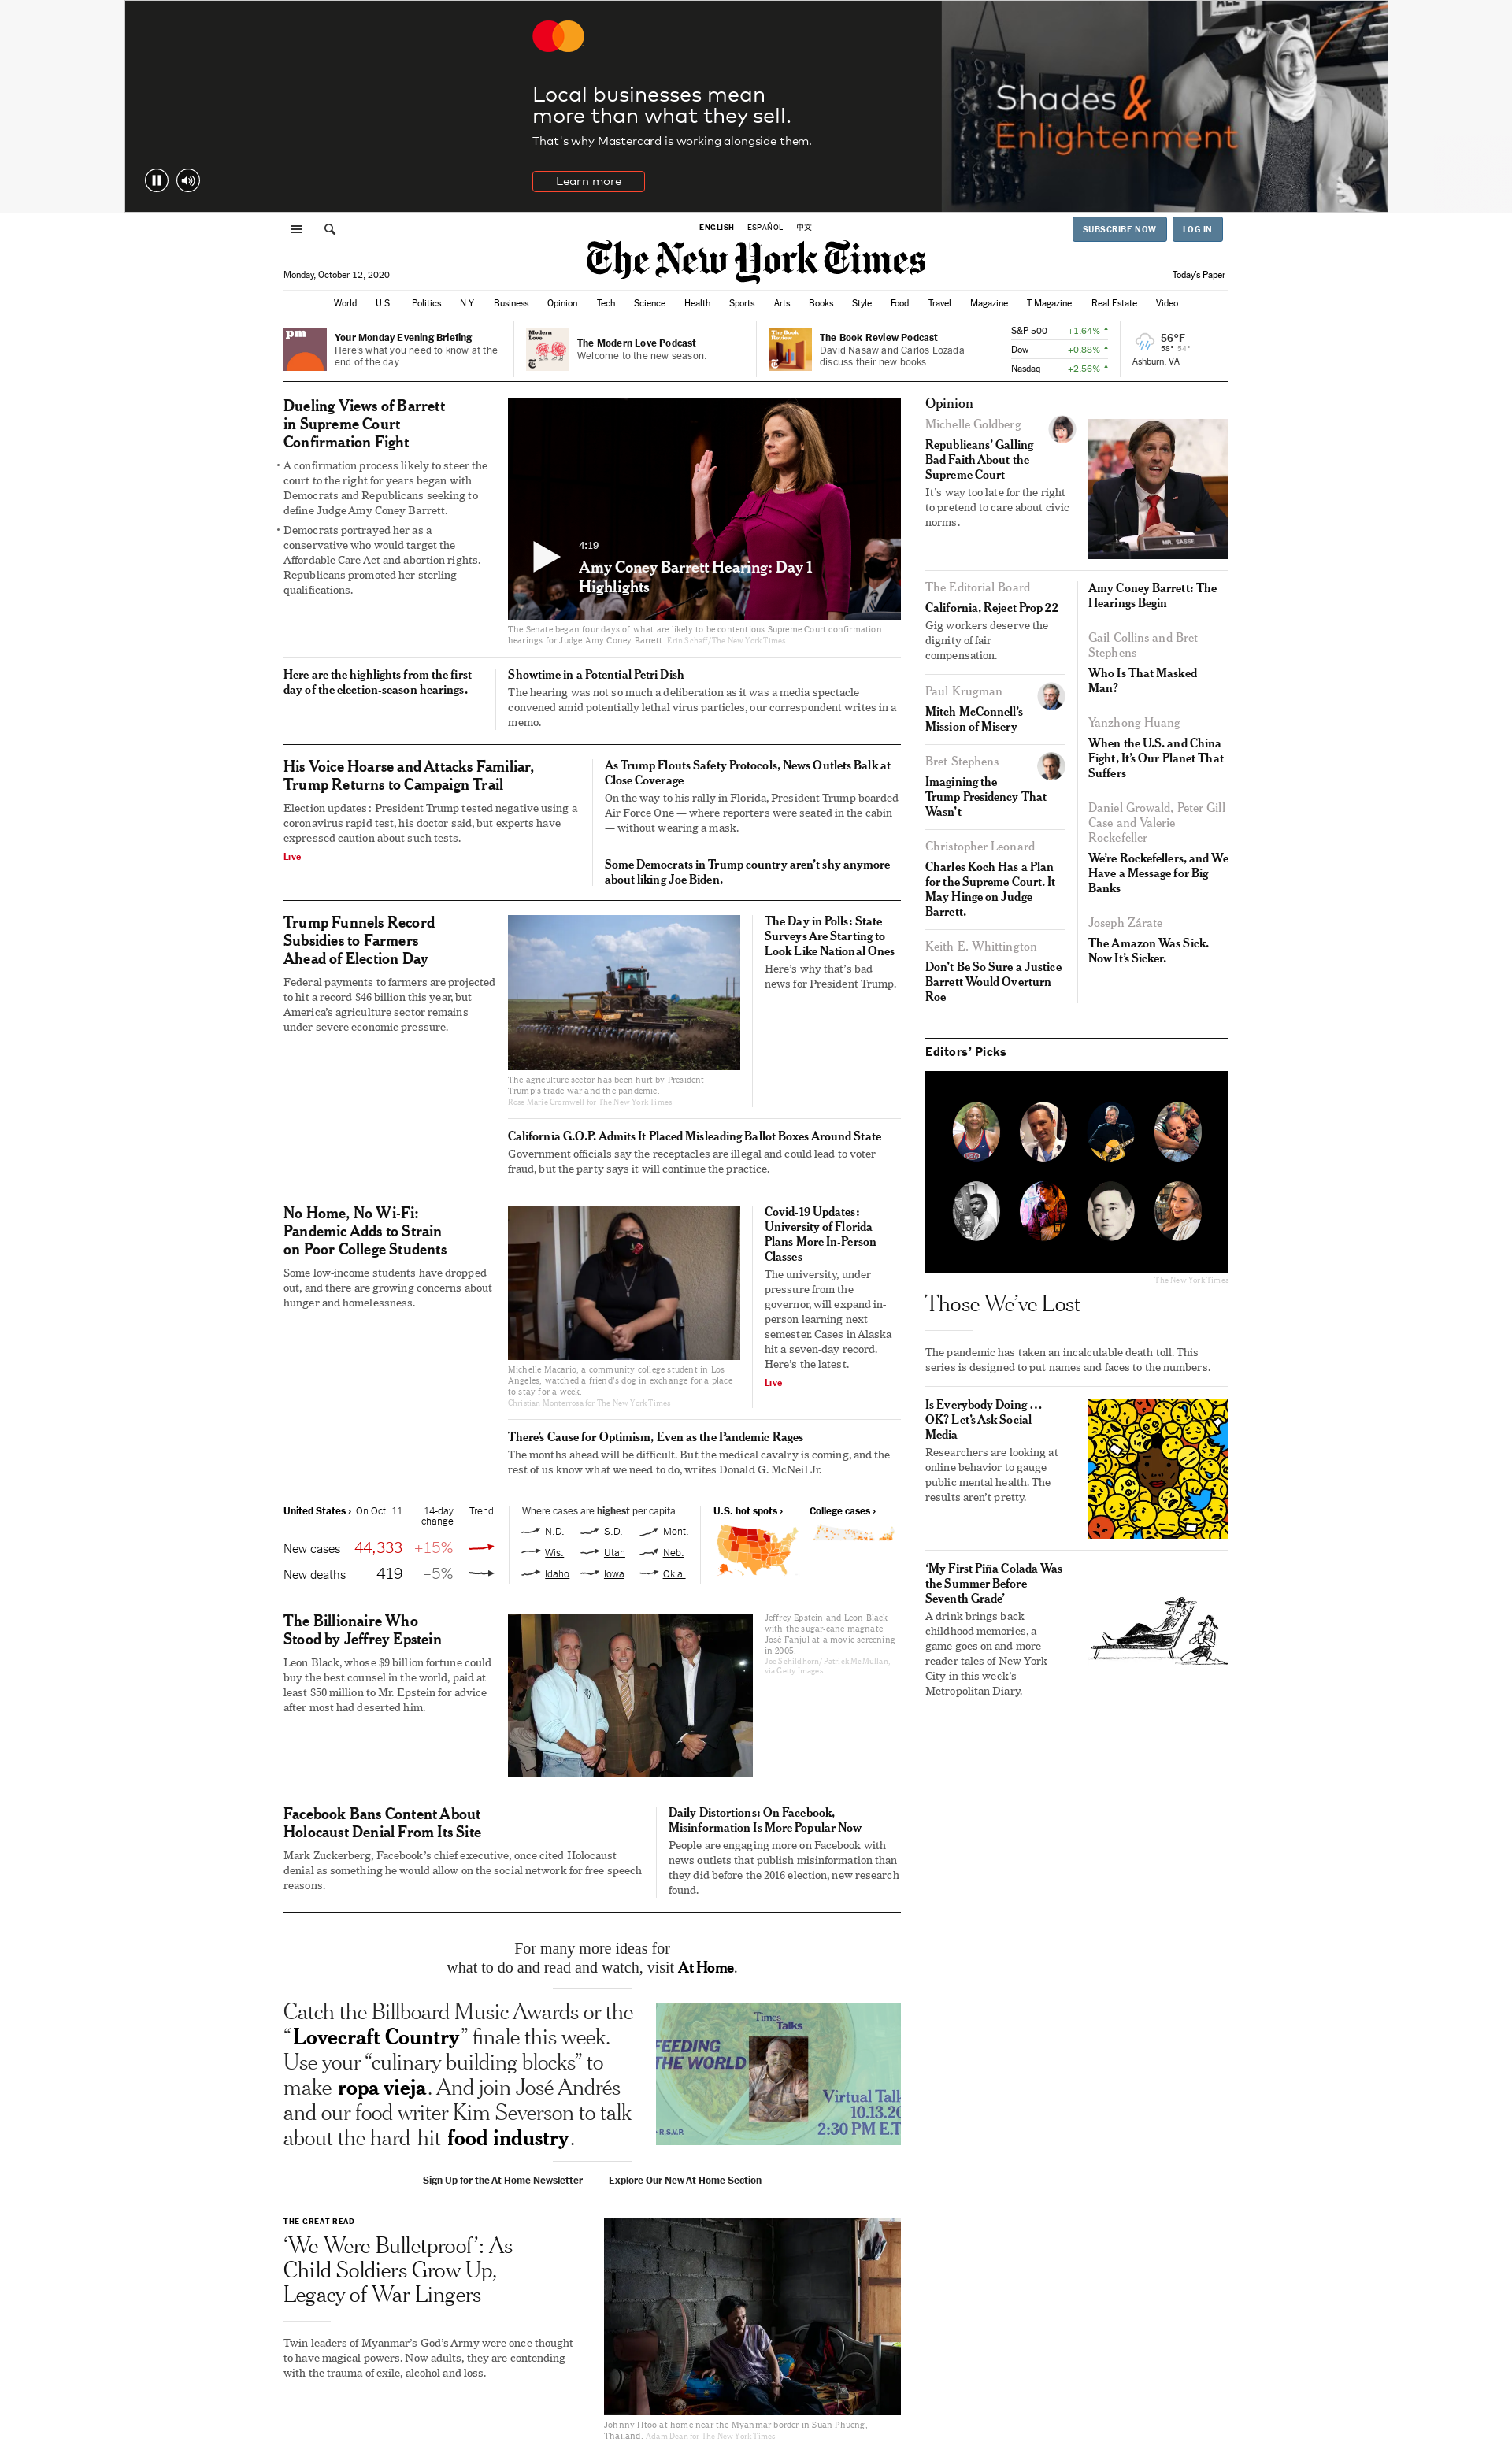 ALL
Local businesses mean
more than what they sell.
That's why Mastercard is working alongside them.
Learn more
Shades &
Enlightenment
ENGLISH ESPAÑOL 中文
SUBSCRIBE NOW LOG IN
The New York Times
Monday, October 12, 2020
Today's Paper
World U.S. Politics N.Y. Business Opinion Tech Science Health Sports Arts Books Style Food Travel Magazine T Magazine Real Estate Video
pm
Your Monday Evening Briefing
Here's what you need to know at the
end of the day.
Modern
Love
The Modern Love Podcast
Welcome to the new season.
The Book
Review
The Book Review Podcast
David Nasaw and Carlos Lozada
discuss their new books.
S&P 500 +1.64% ↑
Dow +0.88% ↑
Nasdaq +2.56% ↑
56°F
58° 54°
Ashburn, VA
Dueling Views of Barrett
in Supreme Court
Confirmation Fight
• A confirmation process likely to steer the
court to the right for years began with
Democrats and Republicans seeking to
define Judge Amy Coney Barrett.
• Democrats portrayed her as a
conservative who would target the
Affordable Care Act and abortion rights.
Republicans promoted her sterling
qualifications.
4:19
Amy Coney Barrett Hearing: Day 1
Highlights
The Senate began four days of what are likely to be contentious Supreme Court confirmation
hearings for Judge Amy Coney Barrett. Erin Schaff/The New York Times
Here are the highlights from the first
day of the election-season hearings.
Showtime in a Potential Petri Dish
The hearing was not so much a deliberation as it was a media spectacle
convened amid potentially lethal virus particles, our correspondent writes in a
memo.
His Voice Hoarse and Attacks Familiar,
Trump Returns to Campaign Trail
Election updates: President Trump tested negative using a
coronavirus rapid test, his doctor said, but experts have
expressed caution about such tests.
Live
As Trump Flouts Safety Protocols, News Outlets Balk at
Close Coverage
On the way to his rally in Florida, President Trump boarded
Air Force One — where reporters were seated in the cabin
— without wearing a mask.
Some Democrats in Trump country aren't shy anymore
about liking Joe Biden.
Trump Funnels Record
Subsidies to Farmers
Ahead of Election Day
Federal payments to farmers are projected
to hit a record $46 billion this year, but
America's agriculture sector remains
under severe economic pressure.
The agriculture sector has been hurt by President
Trump's trade war and the pandemic.
Rose Marie Cromwell for The New York Times
The Day in Polls: State
Surveys Are Starting to
Look Like National Ones
Here's why that's bad
news for President Trump.
California G.O.P. Admits It Placed Misleading Ballot Boxes Around State
Government officials say the receptacles are illegal and could lead to voter
fraud, but the party says it will continue the practice.
No Home, No Wi-Fi:
Pandemic Adds to Strain
on Poor College Students
Some low-income students have dropped
out, and there are growing concerns about
hunger and homelessness.
Michelle Macario, a community college student in Los
Angeles, watched a friend's dog in exchange for a place
to stay for a week.
Christian Monterrosa for The New York Times
Covid-19 Updates:
University of Florida
Plans More In-Person
Classes
The university, under
pressure from the
governor, will expand in-
person learning next
semester. Cases in Alaska
hit a seven-day record.
Here's the latest.
Live
There's Cause for Optimism, Even as the Pandemic Rages
The months ahead will be difficult. But the medical cavalry is coming, and the
rest of us know what we need to do, writes Donald G. McNeil Jr.
United States › On Oct. 11 14-day Trend
change
New cases 44,333 +15%
New deaths 419 –5%
Where cases are highest per capita
N.D. S.D. Mont.
Wis. Utah Neb.
Idaho Iowa Okla.
U.S. hot spots ›
College cases ›
The Billionaire Who
Stood by Jeffrey Epstein
Leon Black, whose $9 billion fortune could
buy the best counsel in the world, paid at
least $50 million to Mr. Epstein for advice
after most had deserted him.
Jeffrey Epstein and Leon Black
with the sugar-cane magnate
José Fanjul at a movie screening
in 2005.
Joe Schildhorn/Patrick McMullan,
via Getty Images
Facebook Bans Content About
Holocaust Denial From Its Site
Mark Zuckerberg, Facebook's chief executive, once cited Holocaust
denial as something he would allow on the social network for free speech
reasons.
Daily Distortions: On Facebook,
Misinformation Is More Popular Now
People are engaging more on Facebook with
news outlets that publish misinformation than
they did before the 2016 election, new research
found.
For many more ideas for
what to do and read and watch, visit At Home.
Catch the Billboard Music Awards or the
“Lovecraft Country” finale this week.
Use your “culinary building blocks” to
make ropa vieja. And join José Andrés
and our food writer Kim Severson to talk
about the hard-hit food industry.
Times
Talks
FEEDING
THE WORLD
Virtual Talk
10.13.20
2:30 PM E.T.
R.S.V.P.
Sign Up for the At Home Newsletter Explore Our New At Home Section
THE GREAT READ
‘We Were Bulletproof’: As
Child Soldiers Grow Up,
Legacy of War Lingers
Twin leaders of Myanmar's God's Army were once thought
to have magical powers. Now adults, they are contending
with the trauma of exile, alcohol and loss.
Johnny Htoo at home near the Myanmar border in Suan Phueng,
Thailand. Adam Dean for The New York Times
Opinion
Michelle Goldberg
Republicans' Galling
Bad Faith About the
Supreme Court
It's way too late for the right
to pretend to care about civic
norms.
MR. SASSE
The Editorial Board
California, Reject Prop 22
Gig workers deserve the
dignity of fair
compensation.
Paul Krugman
Mitch McConnell's
Mission of Misery
Bret Stephens
Imagining the
Trump Presidency That
Wasn't
Christopher Leonard
Charles Koch Has a Plan
for the Supreme Court. It
May Hinge on Judge
Barrett.
Keith E. Whittington
Don't Be So Sure a Justice
Barrett Would Overturn
Roe
Amy Coney Barrett: The
Hearings Begin
Gail Collins and Bret
Stephens
Who Is That Masked
Man?
Yanzhong Huang
When the U.S. and China
Fight, It's Our Planet That
Suffers
Daniel Growald, Peter Gill
Case and Valerie
Rockefeller
We're Rockefellers, and We
Have a Message for Big
Banks
Joseph Zárate
The Amazon Was Sick.
Now It's Sicker.
Editors' Picks
The New York Times
Those We've Lost
The pandemic has taken an incalculable death toll. This
series is designed to put names and faces to the numbers.
Is Everybody Doing …
OK? Let's Ask Social
Media
Researchers are looking at
online behavior to gauge
public mental health. The
results aren't pretty.
‘My First Piña Colada Was
the Summer Before
Seventh Grade’
A drink brings back
childhood memories, a
game goes on and more
reader tales of New York
City in this week's
Metropolitan Diary.